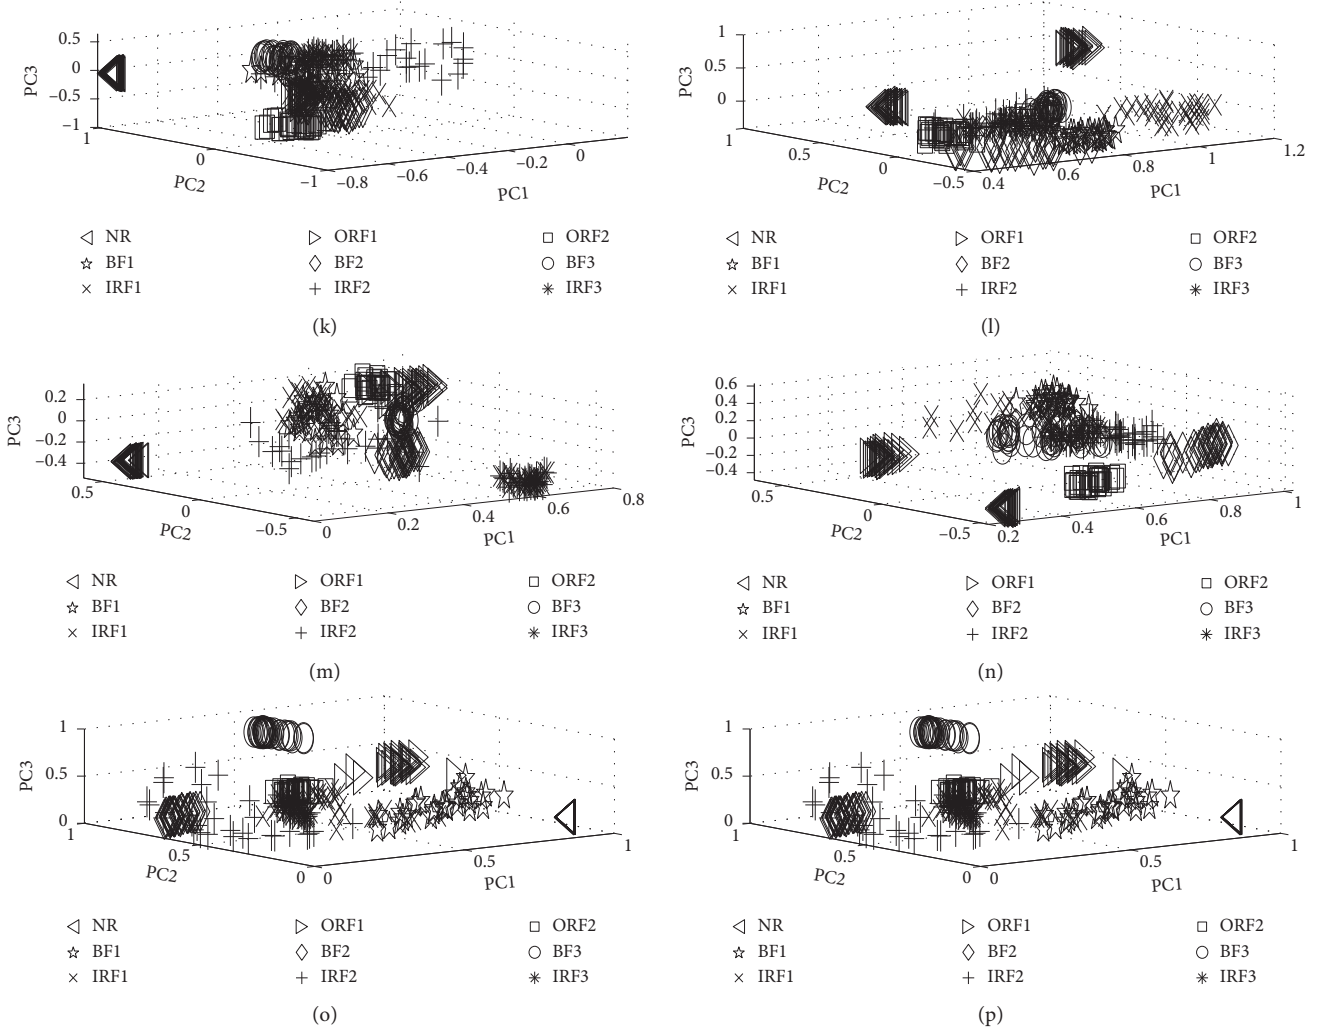 0.5
0
−0.5
−1
PC3
1
0
−1
PC2
−0.8
−0.6
−0.4
−0.2
0
PC1
NR
ORF1
ORF2
BF1
BF2
BF3
IRF1
IRF2
IRF3
(k)
1
0.5
0
PC3
1
0.5
0
−0.5
PC2
0.4
0.6
0.8
1
1.2
PC1
NR
ORF1
ORF2
BF1
BF2
BF3
IRF1
IRF2
IRF3
(l)
0.2
0
−0.2
−0.4
PC3
0.5
0
−0.5
PC2
0
0.2
0.4
0.6
0.8
PC1
NR
ORF1
ORF2
BF1
BF2
BF3
IRF1
IRF2
IRF3
(m)
0.6
0.4
0.2
0
−0.2
−0.4
PC3
0.5
0
−0.5
PC2
0.2
0.4
0.6
0.8
1
PC1
NR
ORF1
ORF2
BF1
BF2
BF3
IRF1
IRF2
IRF3
(n)
1
0.5
0
PC3
1
0.5
0
PC2
0
0.5
1
PC1
NR
ORF1
ORF2
BF1
BF2
BF3
IRF1
IRF2
IRF3
(o)
1
0.5
0
PC3
1
0.5
0
PC2
0
0.5
1
PC1
NR
ORF1
ORF2
BF1
BF2
BF3
IRF1
IRF2
IRF3
(p)